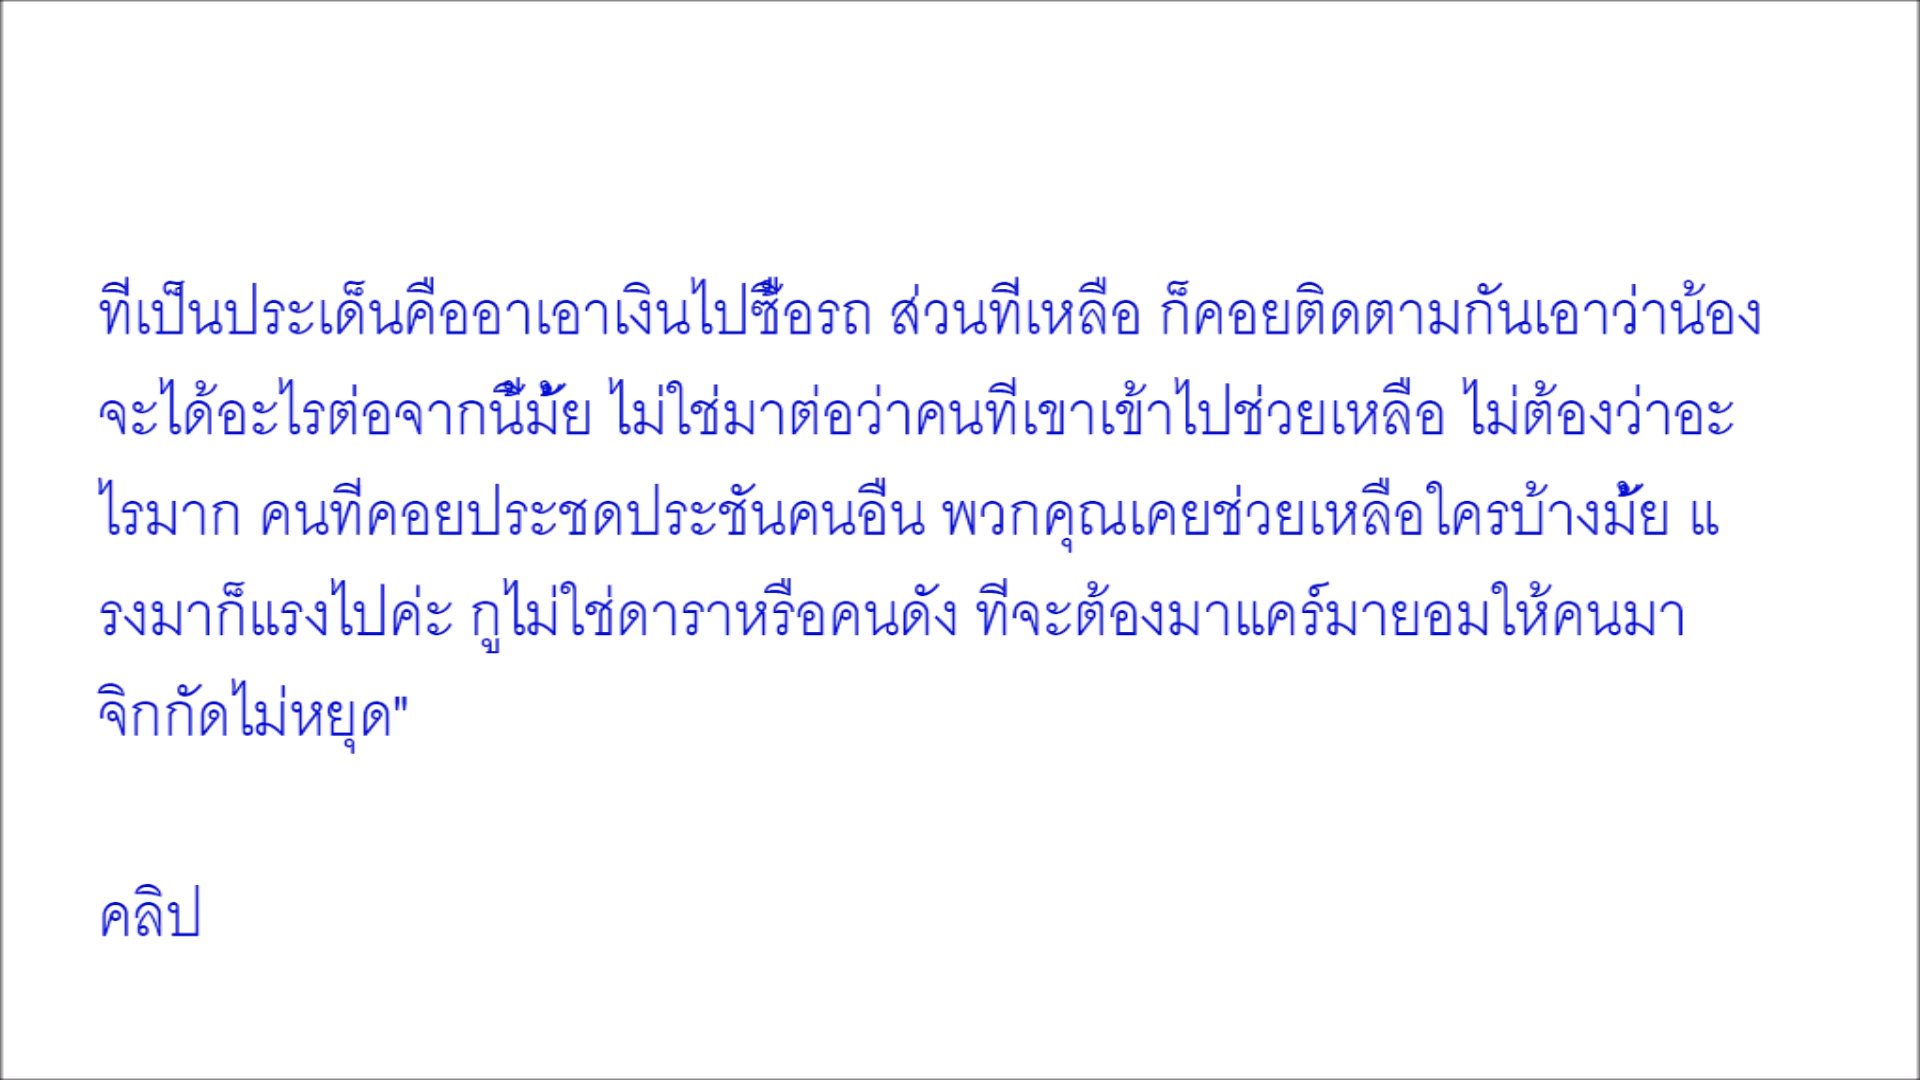 ที่เป็นประเด็นคืออาเอาเงินไปซื้อรถ ส่วนที่เหลือ ก็คอยติดตามกันเอาว่าน้อง
จะได้อะไรต่อจากนี้มั้ย ไม่ใช่มาต่อว่าคนที่เขาเข้าไปช่วยเหลือ ไม่ต้องว่าอะ
ไรมาก คนที่คอยประชดประชันคนอื่น พวกคุณเคยช่วยเหลือใครบ้างมั้ย แ
รงมาก็แรงไปค่ะ กูไม่ใช่ดาราหรือคนดัง ที่จะต้องมาแคร์มายอมให้คนมา
จิกกัดไม่หยุด"
คลิป